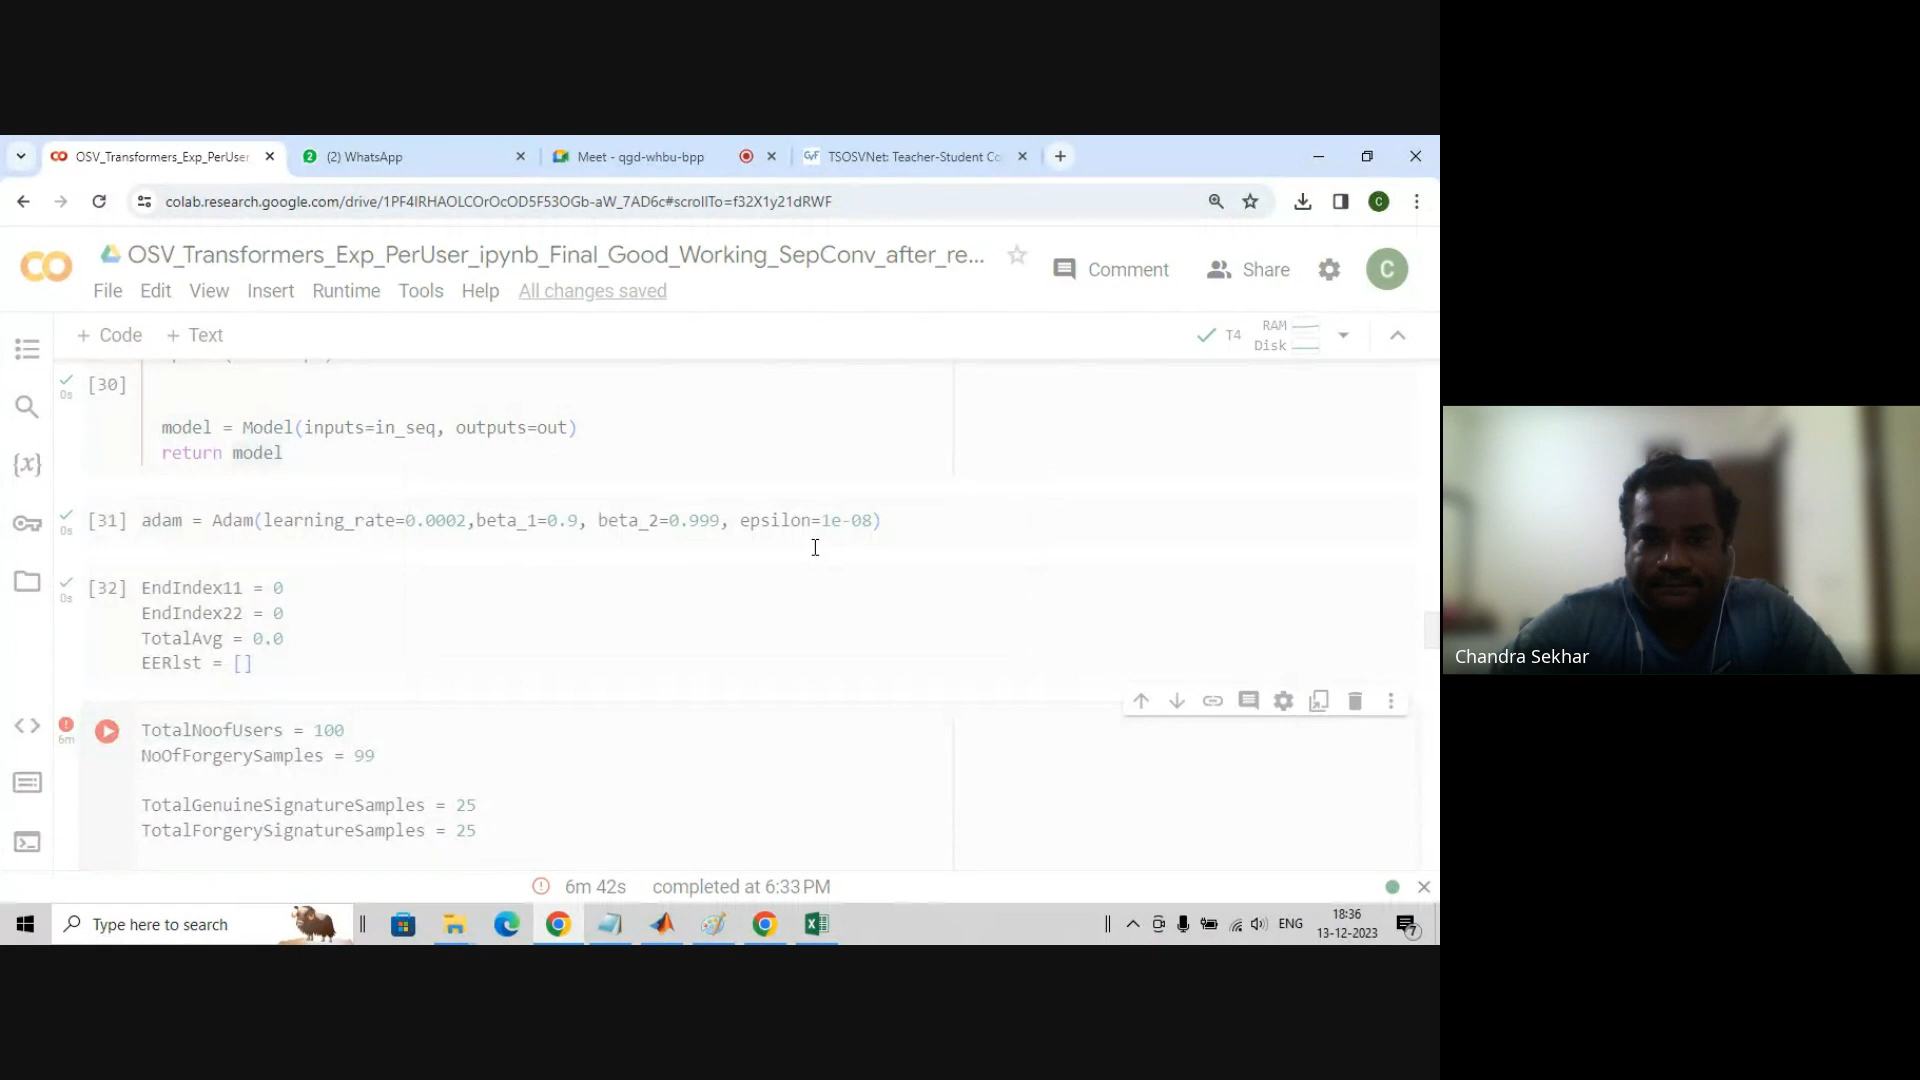 OSV_Transformers_Exp_PerUser
(2) WhatsApp
Meet - qgd-whbu-bpp
TSOSVNet: Teacher-Student Co
colab.research.google.com/drive/1PF4IRHAOLCOrOcOD5F53OGb-aW_7AD6c#scrollTo=f32X1y21dRWF
C
OSV_Transformers_Exp_PerUser_ipynb_Final_Good_Working_SepConv_after_re...
Comment
Share
C
File Edit View Insert Runtime Tools Help All changes saved
+ Code + Text
T4
RAM
Disk
[30]
0s
model = Model(inputs=in_seq, outputs=out)
return model
[31] adam = Adam(learning_rate=0.0002,beta_1=0.9, beta_2=0.999, epsilon=1e-08)
0s
[32] EndIndex11 = 0
0s
EndIndex22 = 0
TotalAvg = 0.0
EERlst = []
TotalNoofUsers = 100
6m
NoOfForgerySamples = 99
TotalGenuineSignatureSamples = 25
TotalForgerySignatureSamples = 25
6m 42s completed at 6:33 PM
Type here to search
ENG
18:36
13-12-2023
7
Chandra Sekhar